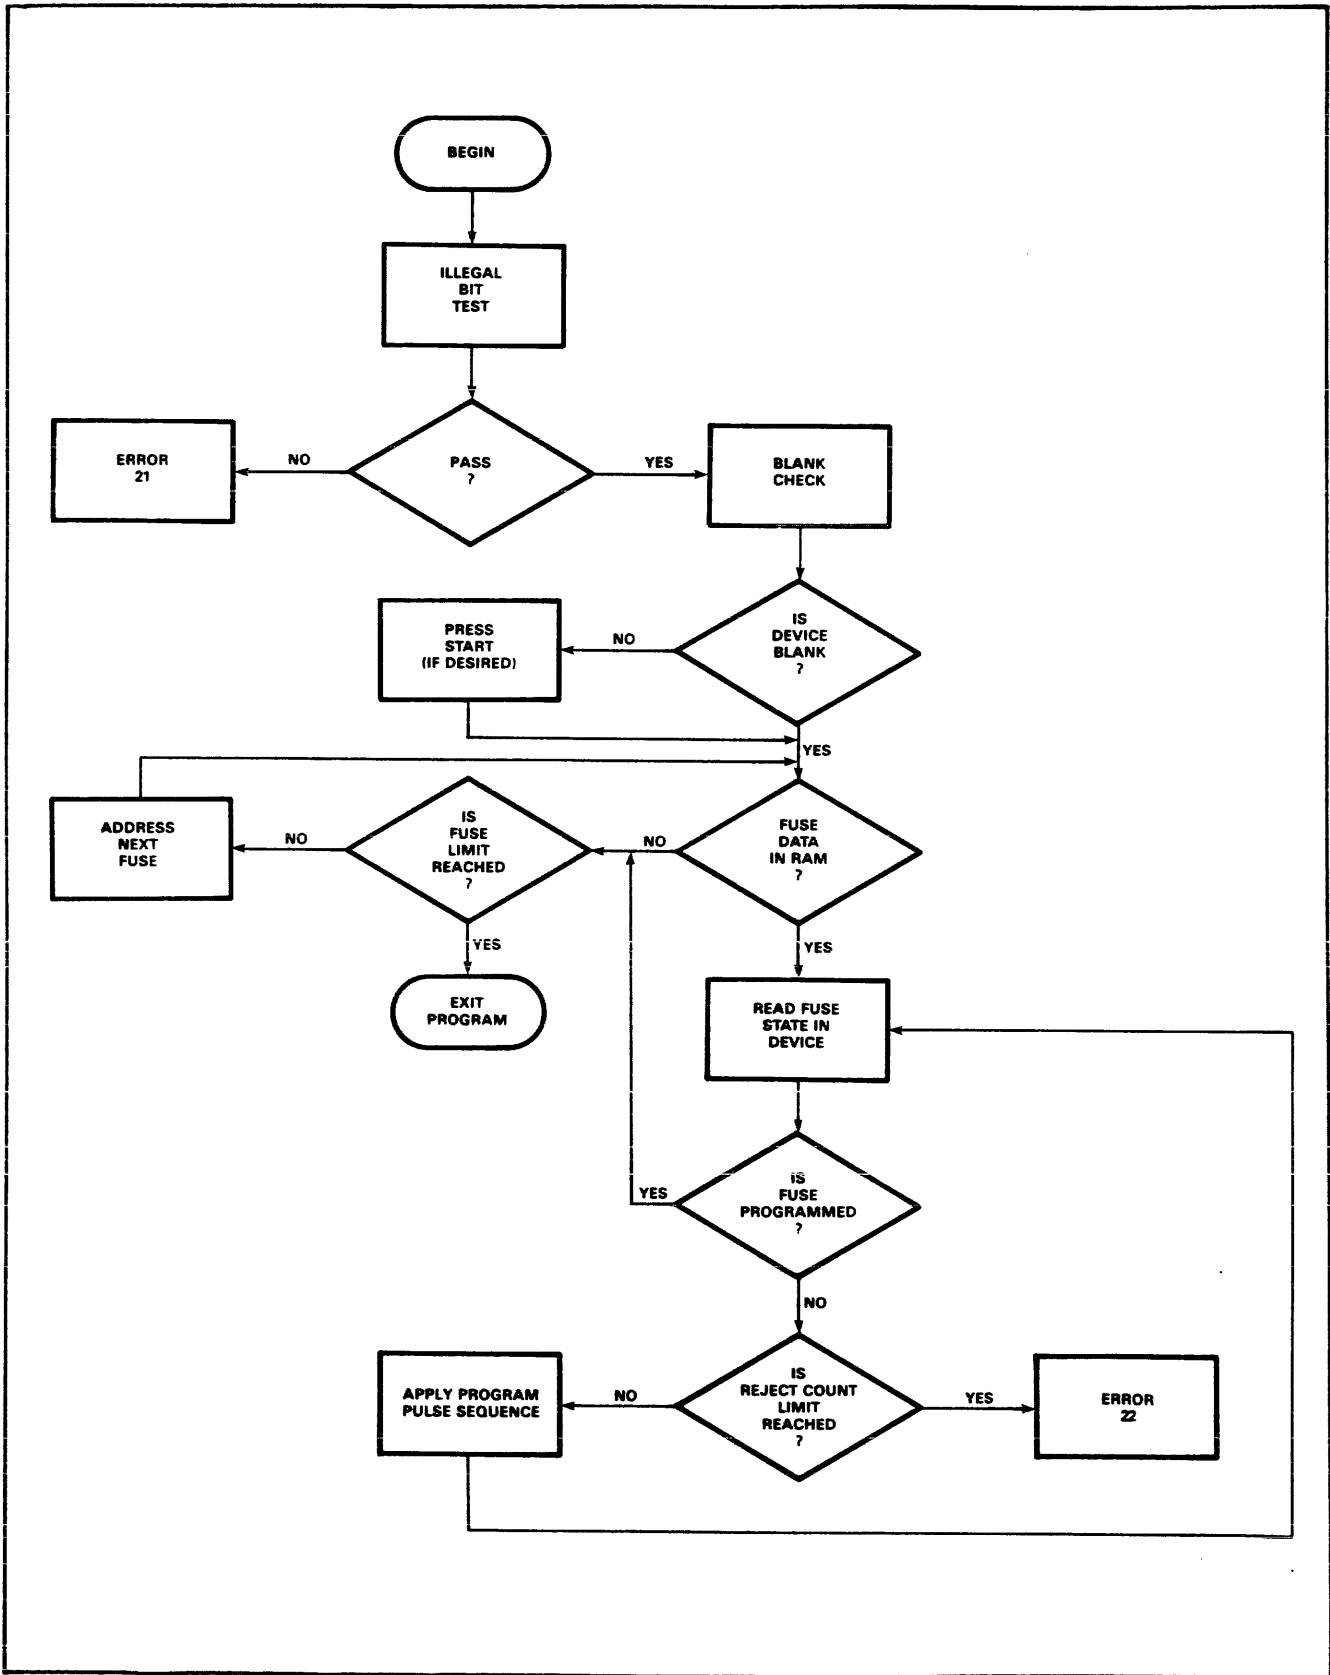 BEGIN
ILLEGAL
BIT
TEST
ERROR
21
NO
PASS
?
YES
BLANK
CHECK
PRESS
START
(IF DESIRED)
NO
IS
DEVICE
BLANK
?
YES
ADDRESS
NEXT
FUSE
NO
IS
FUSE
LIMIT
REACHED
?
NO
FUSE
DATA
IN RAM
?
YES
YES
EXIT
PROGRAM
READ FUSE
STATE IN
DEVICE
YES
IS
FUSE
PROGRAMMED
?
NO
APPLY PROGRAM
PULSE SEQUENCE
NO
IS
REJECT COUNT
LIMIT
REACHED
?
YES
ERROR
22